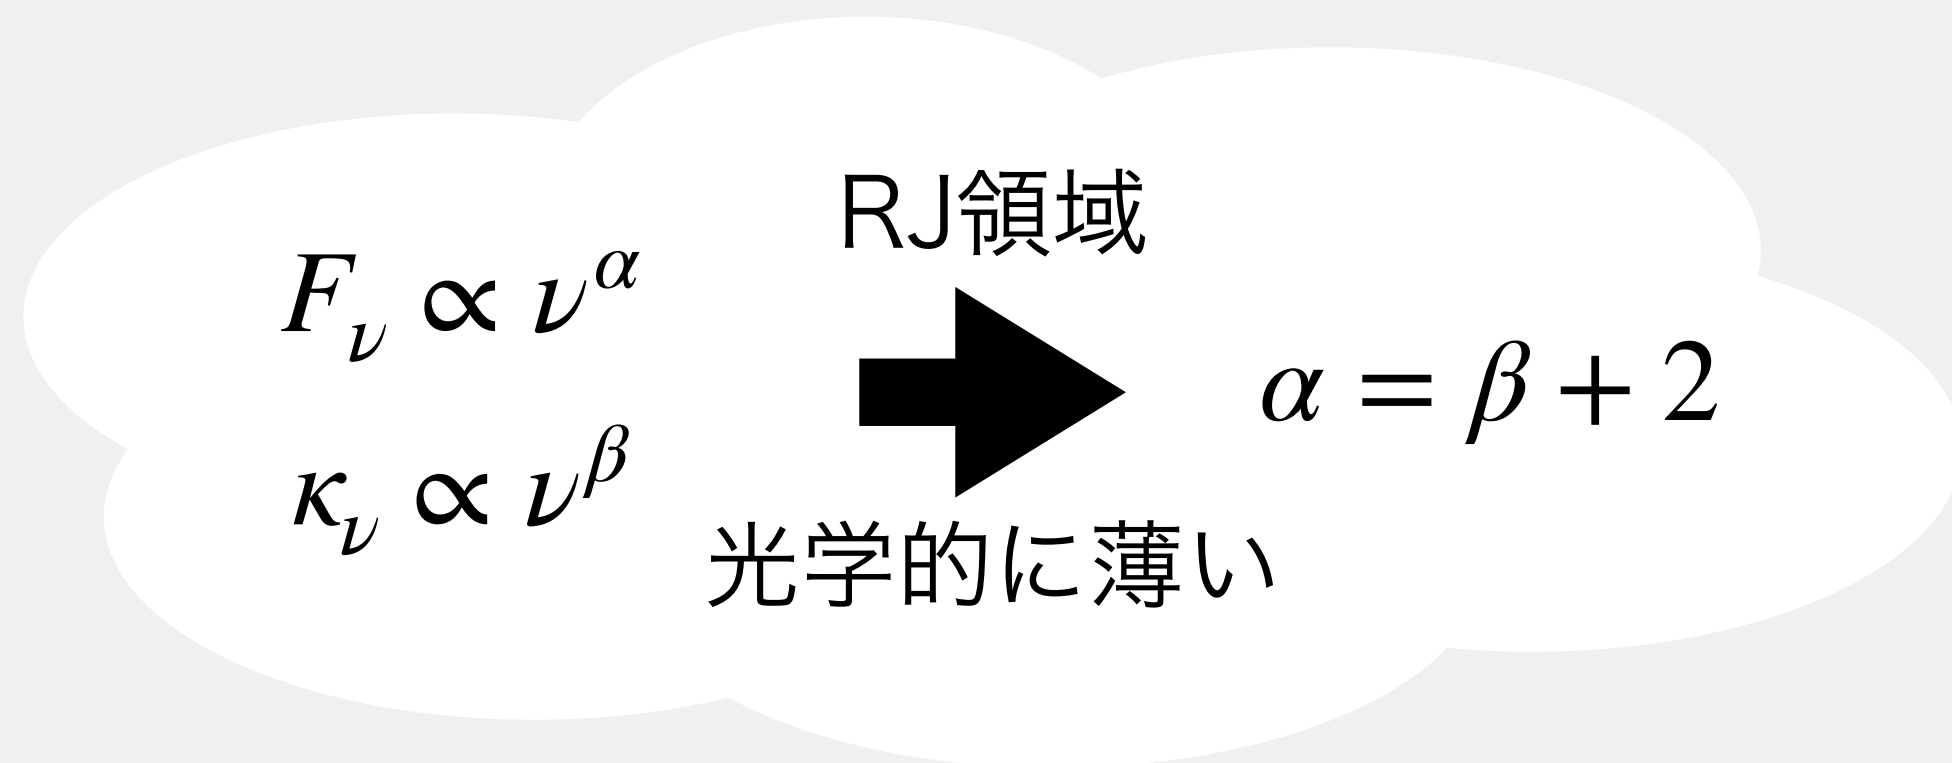 F_ν ∝ ν^α
κ_ν ∝ ν^β
RJ領域
光学的に薄い
α = β + 2